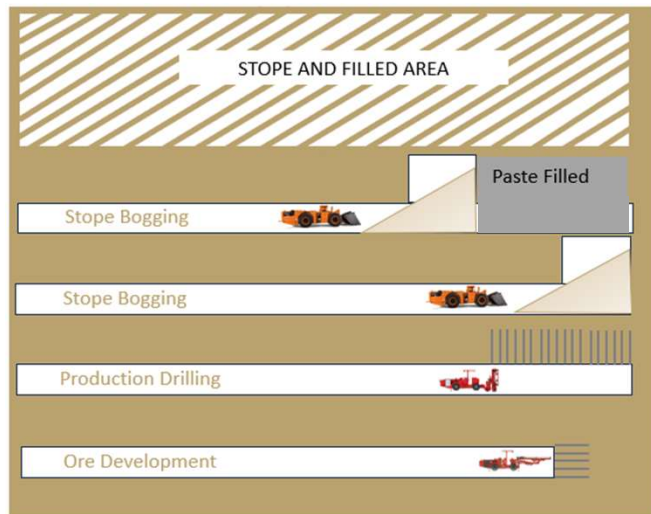 STOPE AND FILLED AREA
Paste Filled
Stope Bogging
Stope Bogging
Production Drilling
Ore Development